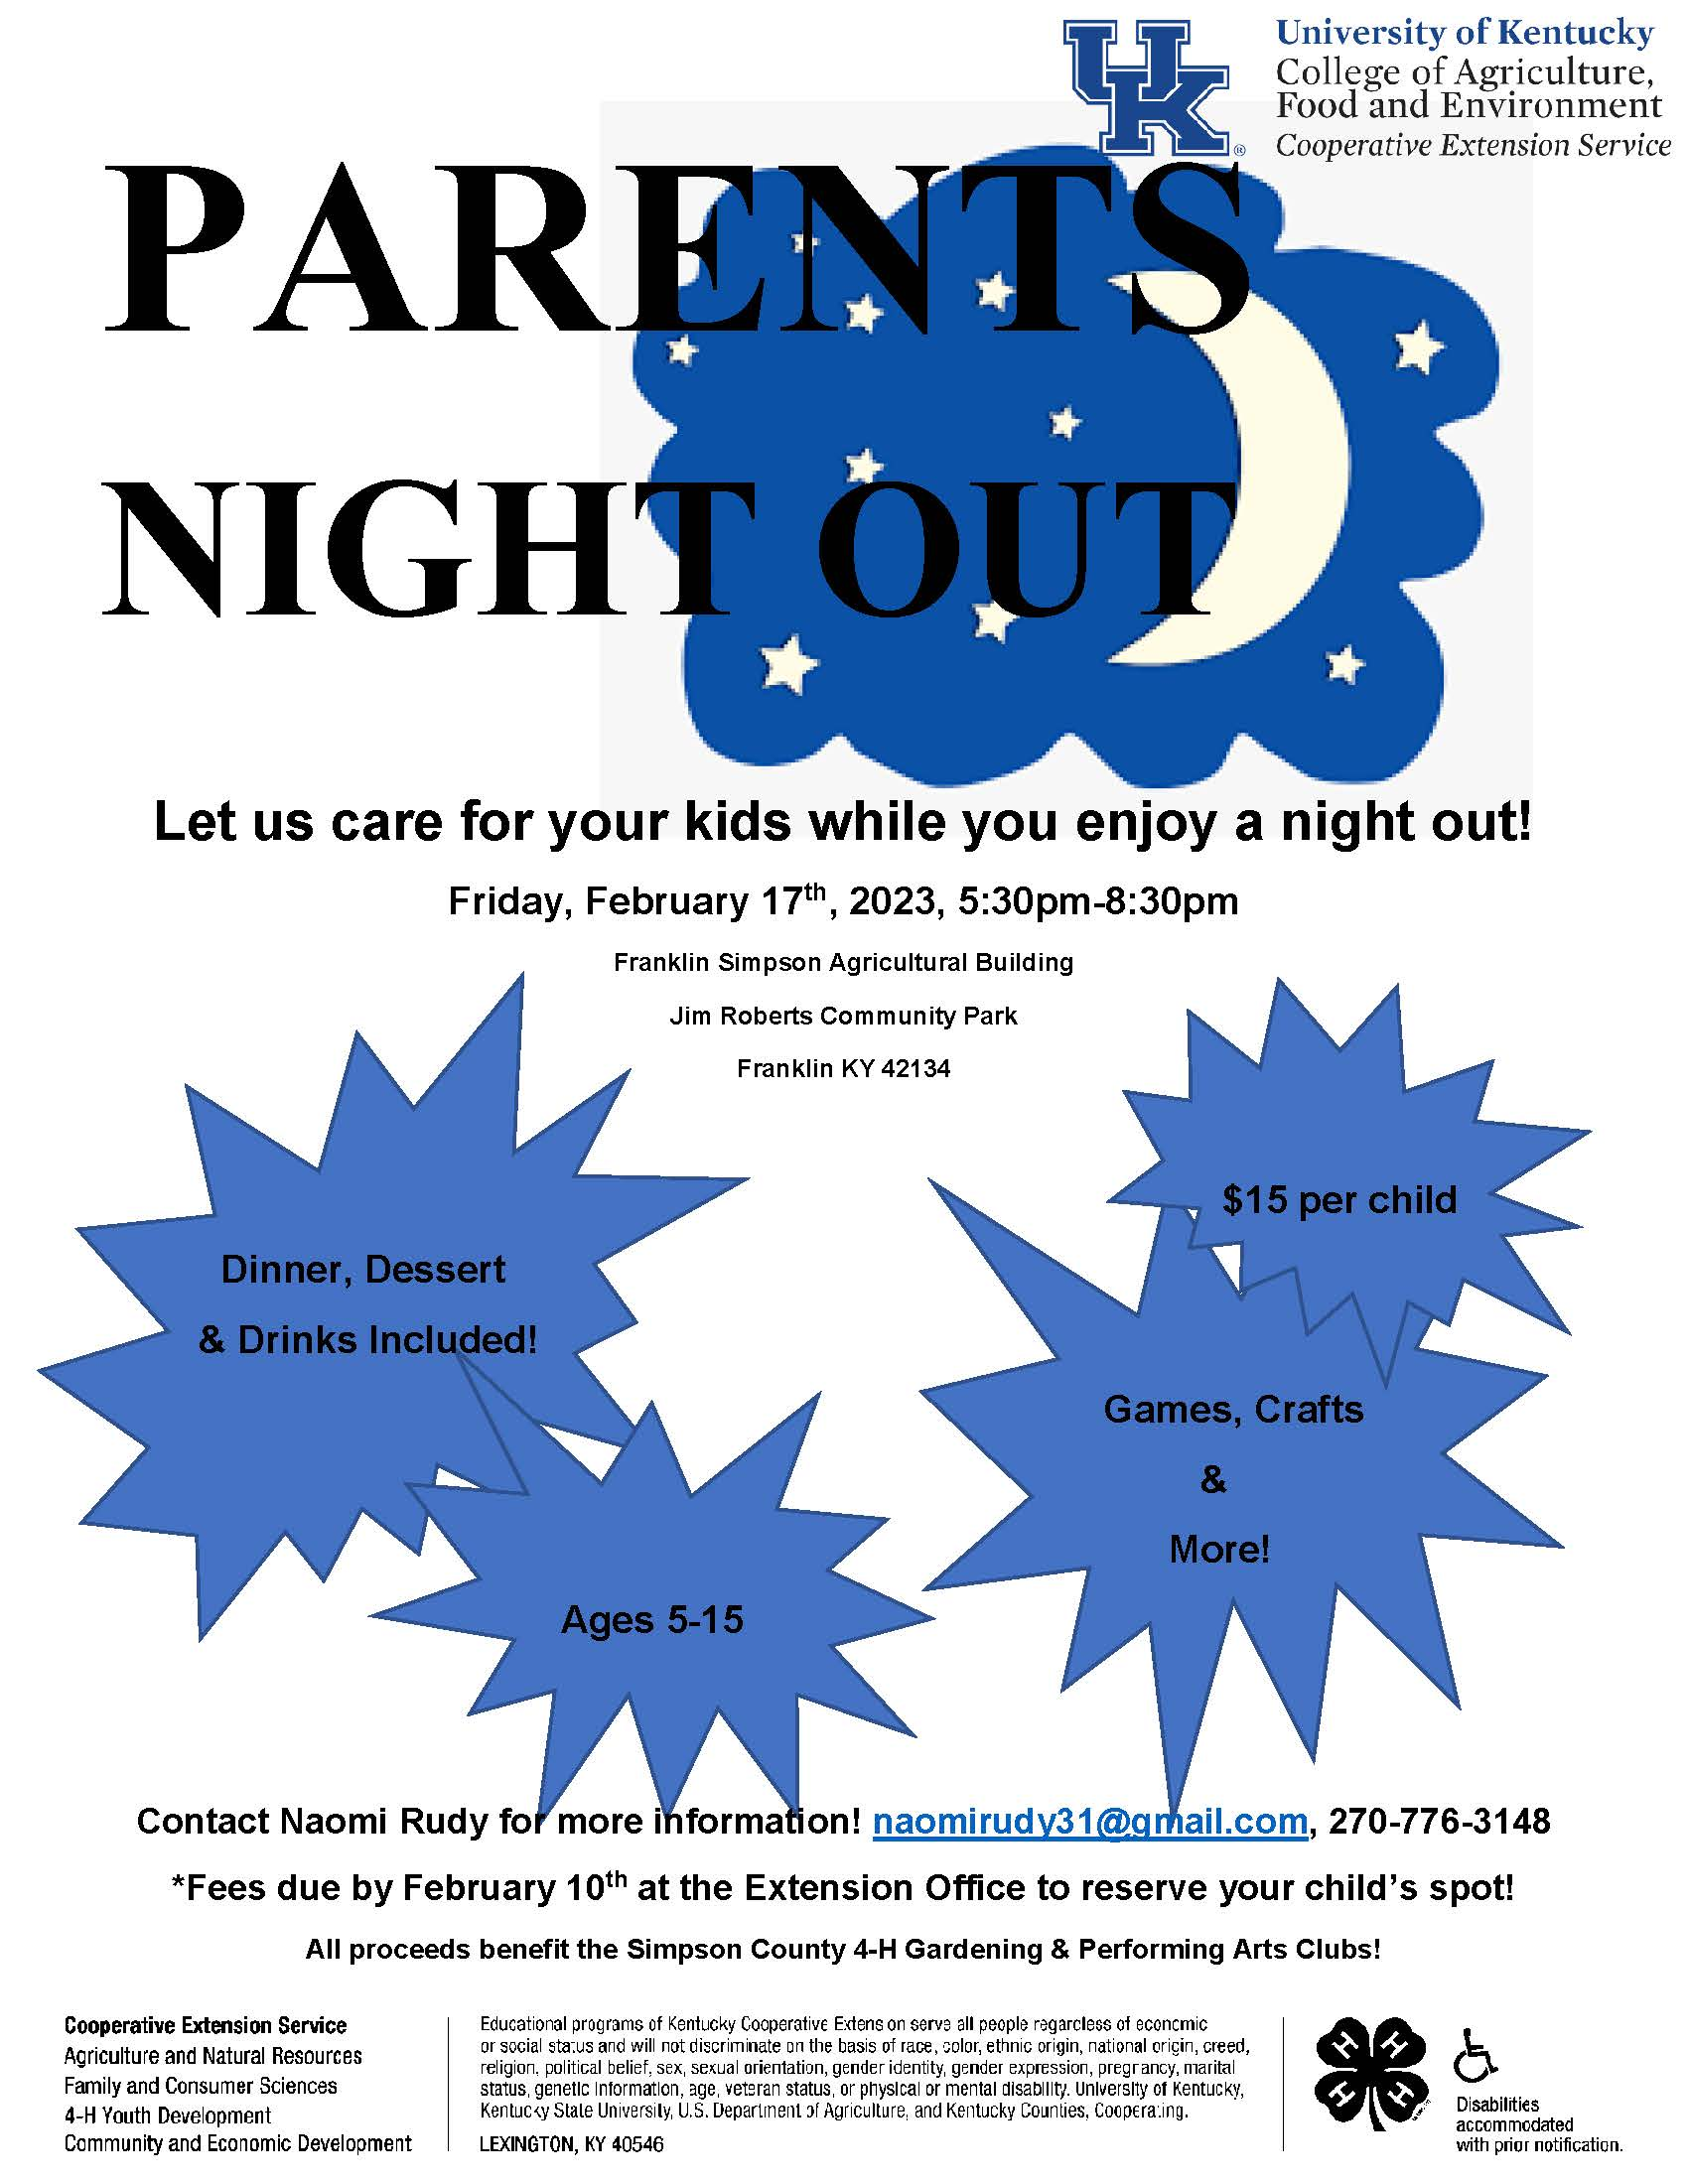 University of Kentucky
College of Agriculture,
Food and Environment
Cooperative Extension Service
UK®
PARENTS
NIGHT OUT
Let us care for your kids while you enjoy a night out!
Friday, February 17th, 2023, 5:30pm-8:30pm
Franklin Simpson Agricultural Building
Jim Roberts Community Park
Franklin KY 42134
$15 per child
Dinner, Dessert
& Drinks Included!
Games, Crafts
&
More!
Ages 5-15
Contact Naomi Rudy for more information! naomirudy31@gmail.com, 270-776-3148
*Fees due by February 10th at the Extension Office to reserve your child’s spot!
All proceeds benefit the Simpson County 4-H Gardening & Performing Arts Clubs!
Cooperative Extension Service
Agriculture and Natural Resources
Family and Consumer Sciences
4-H Youth Development
Community and Economic Development
Educational programs of Kentucky Cooperative Extension serve all people regardless of economic
or social status and will not discriminate on the basis of race, color, ethnic origin, national origin, creed,
religion, political belief, sex, sexual orientation, gender identity, gender expression, pregnancy, marital
status, genetic information, age, veteran status, or physical or mental disability. University of Kentucky,
Kentucky State University, U.S. Department of Agriculture, and Kentucky Counties, Cooperating.
LEXINGTON, KY 40546
H H
H H
Disabilities
accommodated
with prior notification.